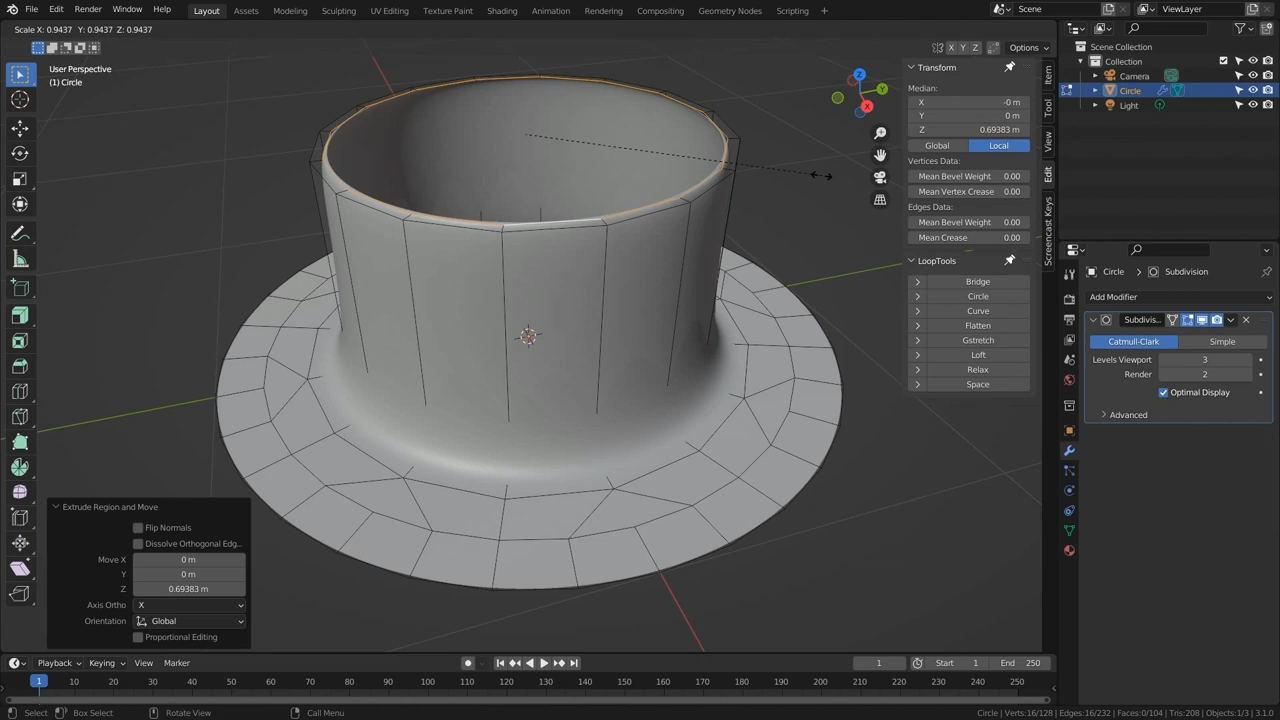 File Edit Render Window Help Layout Assets Modeling Sculpting UV Editing Texture Paint Shading Animation Rendering Compositing Geometry Nodes Scripting + Scene ViewLayer
Scale X: 0.9437 Y: 0.9437 Z: 0.9437
X Y Z Options
User Perspective
(1) Circle
Z
Y
X
Transform
Median:
X -0 m
Y 0 m
Z 0.69383 m
Global Local
Vertices Data:
Mean Bevel Weight 0.00
Mean Vertex Crease 0.00
Edges Data:
Mean Bevel Weight 0.00
Mean Crease 0.00
LoopTools
Bridge
Circle
Curve
Flatten
Gstretch
Loft
Relax
Space
Item
Tool
View
Edit
Screencast Keys
Scene Collection
Collection
Camera
Circle
Light
Circle Subdivision
Add Modifier
Subdivis...
Catmull-Clark Simple
Levels Viewport 3
Render 2
Optimal Display
Advanced
Extrude Region and Move
Flip Normals
Dissolve Orthogonal Edg...
Move X 0 m
Y 0 m
Z 0.69383 m
Axis Ortho X
Orientation Global
Proportional Editing
Playback Keying View Marker 1 Start 1 End 250
1 10 20 30 40 50 60 70 80 90 100 110 120 130 140 150 160 170 180 190 200 210 220 230 240 250
Select Box Select Rotate View Call Menu Circle | Verts:16/128 | Edges:16/232 | Faces:0/104 | Tris:208 | Objects:1/3 | 3.1.0